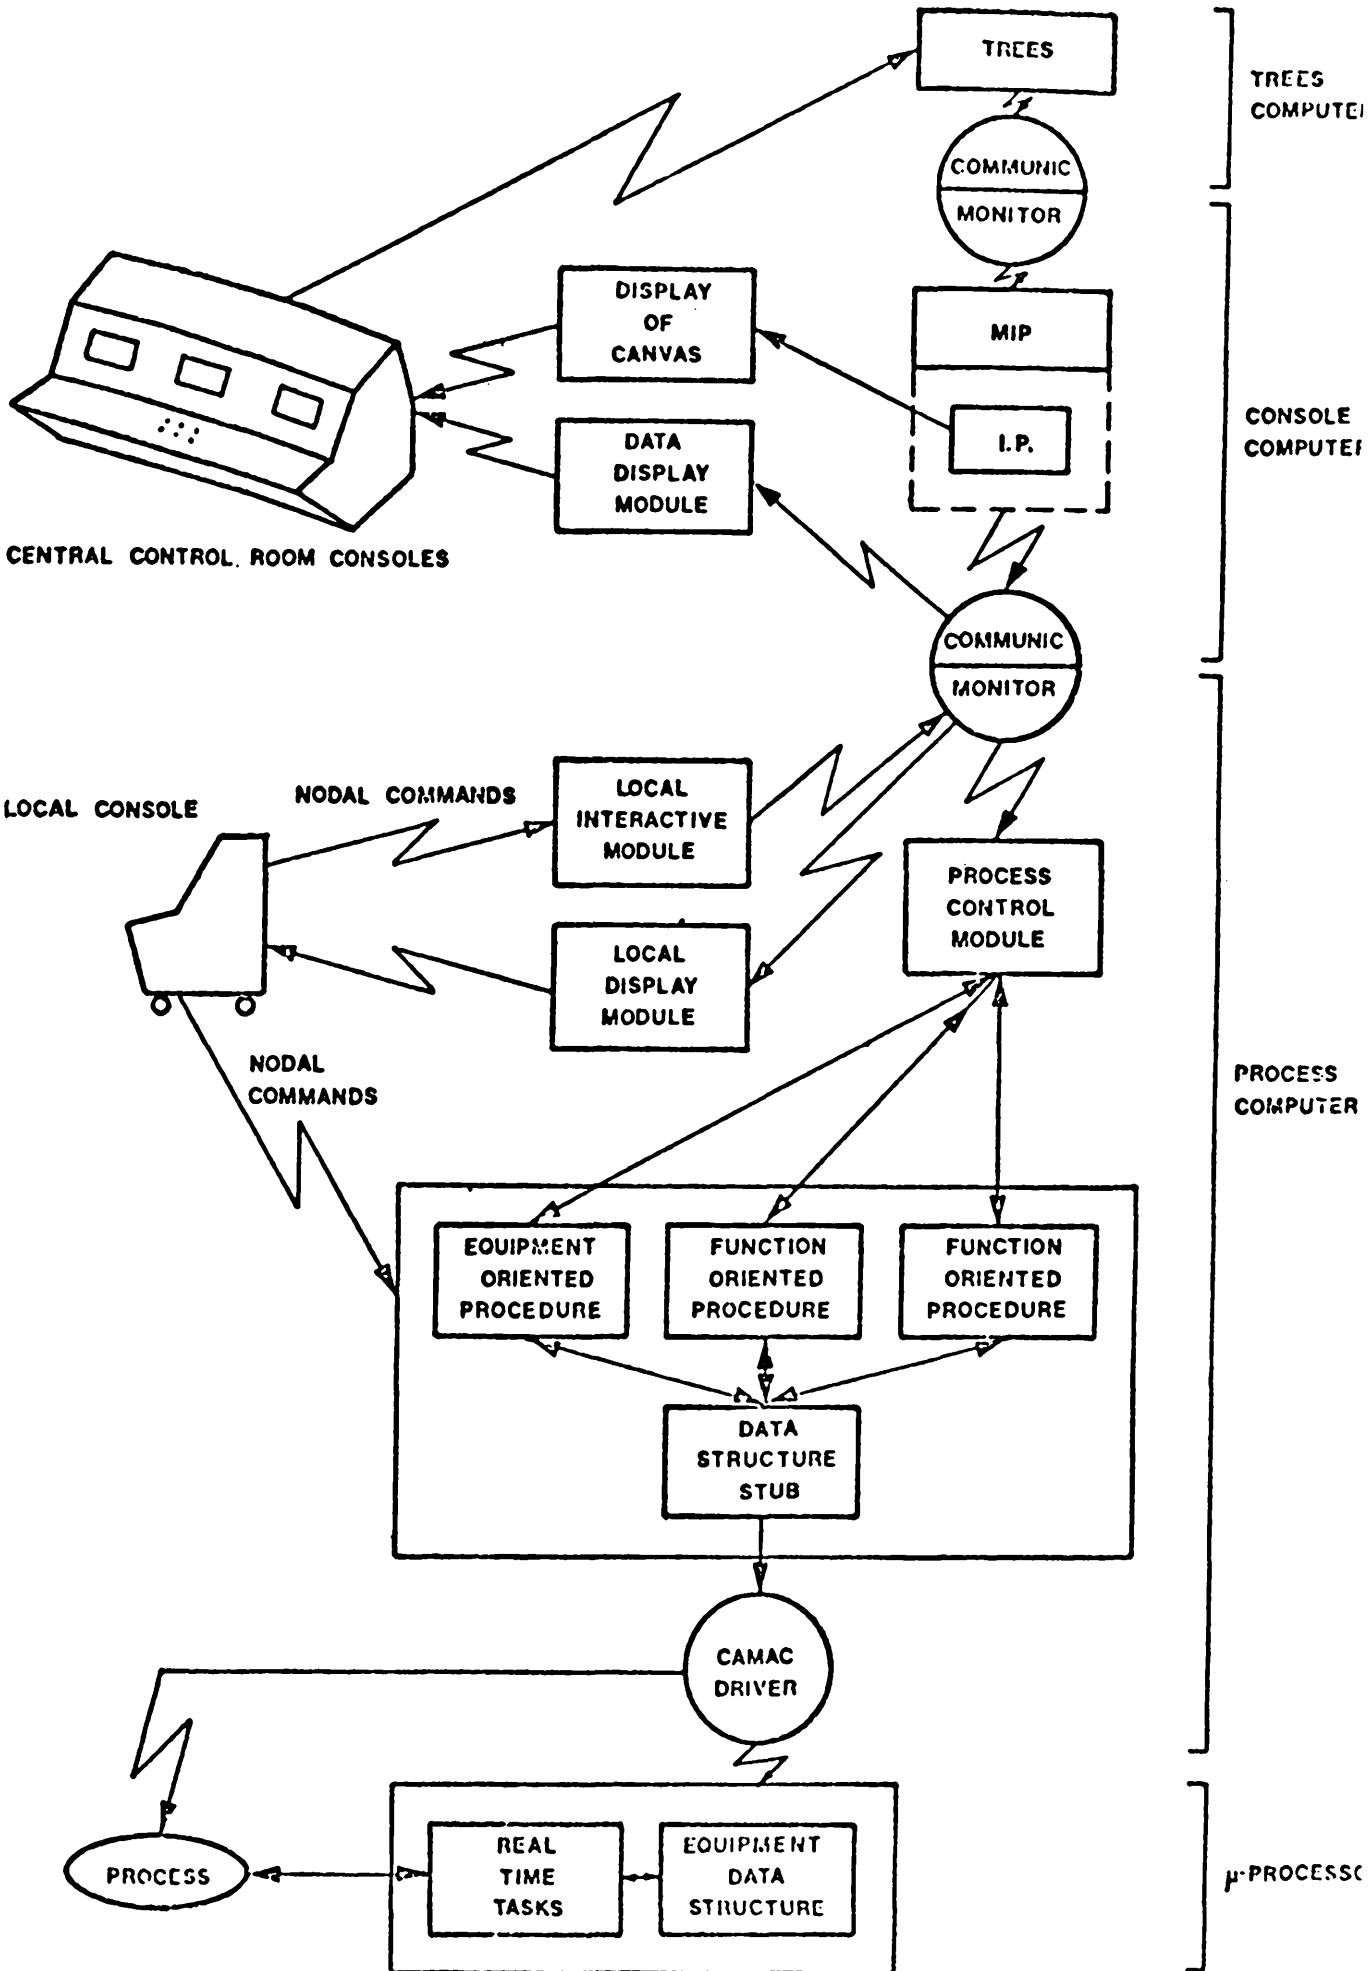 TREES
TREES
COMPUTE
COMMUNIC
MONITOR
DISPLAY
OF
CANVAS
MIP
I.P.
CONSOLE
COMPUTE
DATA
DISPLAY
MODULE
CENTRAL CONTROL ROOM CONSOLES
COMMUNIC
MONITOR
LOCAL CONSOLE
NODAL COMMANDS
LOCAL
INTERACTIVE
MODULE
PROCESS
CONTROL
MODULE
LOCAL
DISPLAY
MODULE
NODAL
COMMANDS
PROCESS
COMPUTER
EQUIPMENT
ORIENTED
PROCEDURE
FUNCTION
ORIENTED
PROCEDURE
FUNCTION
ORIENTED
PROCEDURE
DATA
STRUCTURE
STUB
CAMAC
DRIVER
PROCESS
REAL
TIME
TASKS
EQUIPMENT
DATA
STRUCTURE
μ-PROCESS